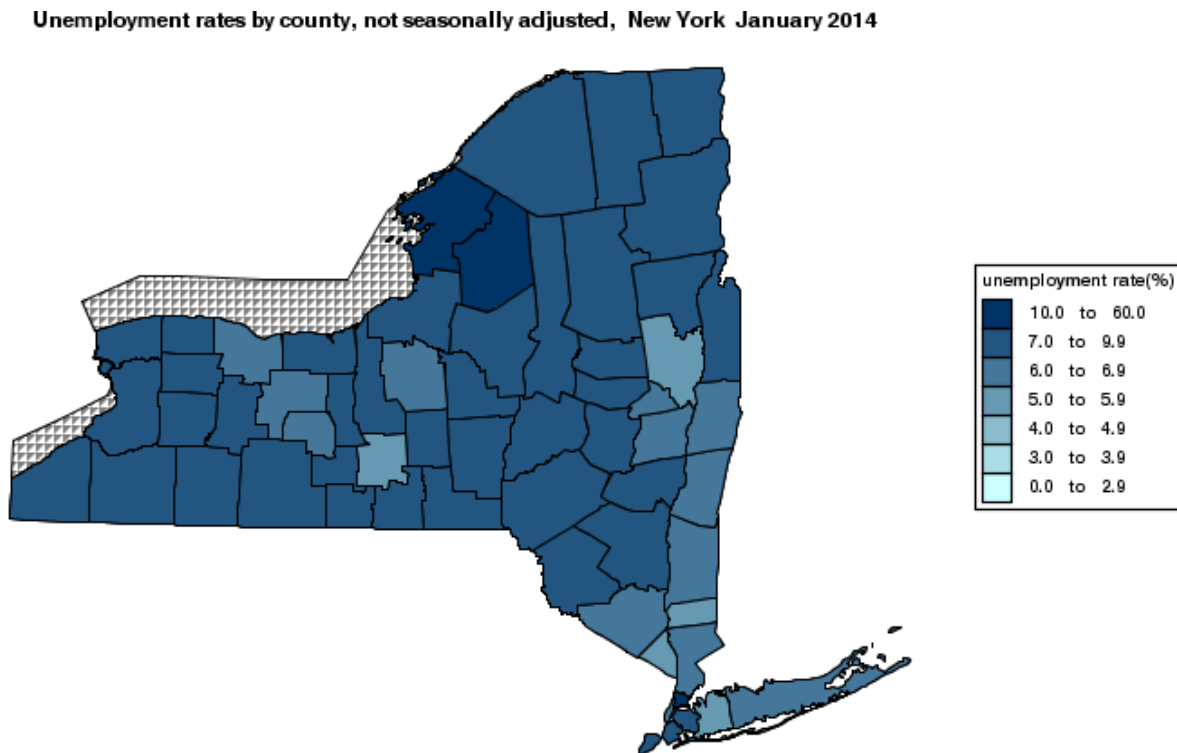 Unemployment rates by county, not seasonally adjusted, New York January 2014
unemployment rate(%)
10.0 to 60.0
7.0 to 9.9
6.0 to 6.9
5.0 to 5.9
4.0 to 4.9
3.0 to 3.9
0.0 to 2.9